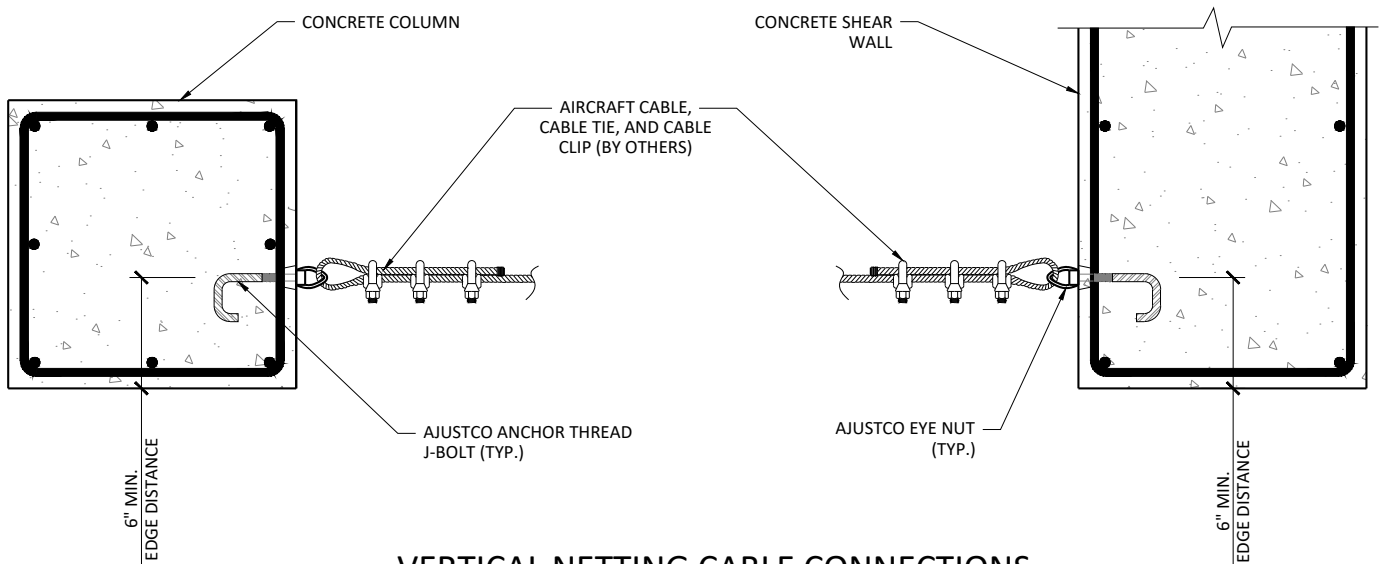 CONCRETE COLUMN
CONCRETE SHEAR
WALL
AIRCRAFT CABLE,
CABLE TIE, AND CABLE
CLIP (BY OTHERS)
AJUSTCO ANCHOR THREAD
J-BOLT (TYP.)
AJUSTCO EYE NUT
(TYP.)
6" MIN.
EDGE DISTANCE
6" MIN.
EDGE DISTANCE
VERTICAL NETTING CABLE CONNECTIONS